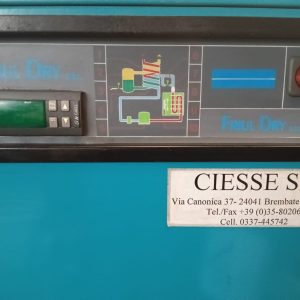 FRIUL DRY
FRIUL DRY
CIESSE S
Via Canonica 37- 24041 Brembate
Tel./Fax +39 (0)35-80206
Cell. 0337-445742